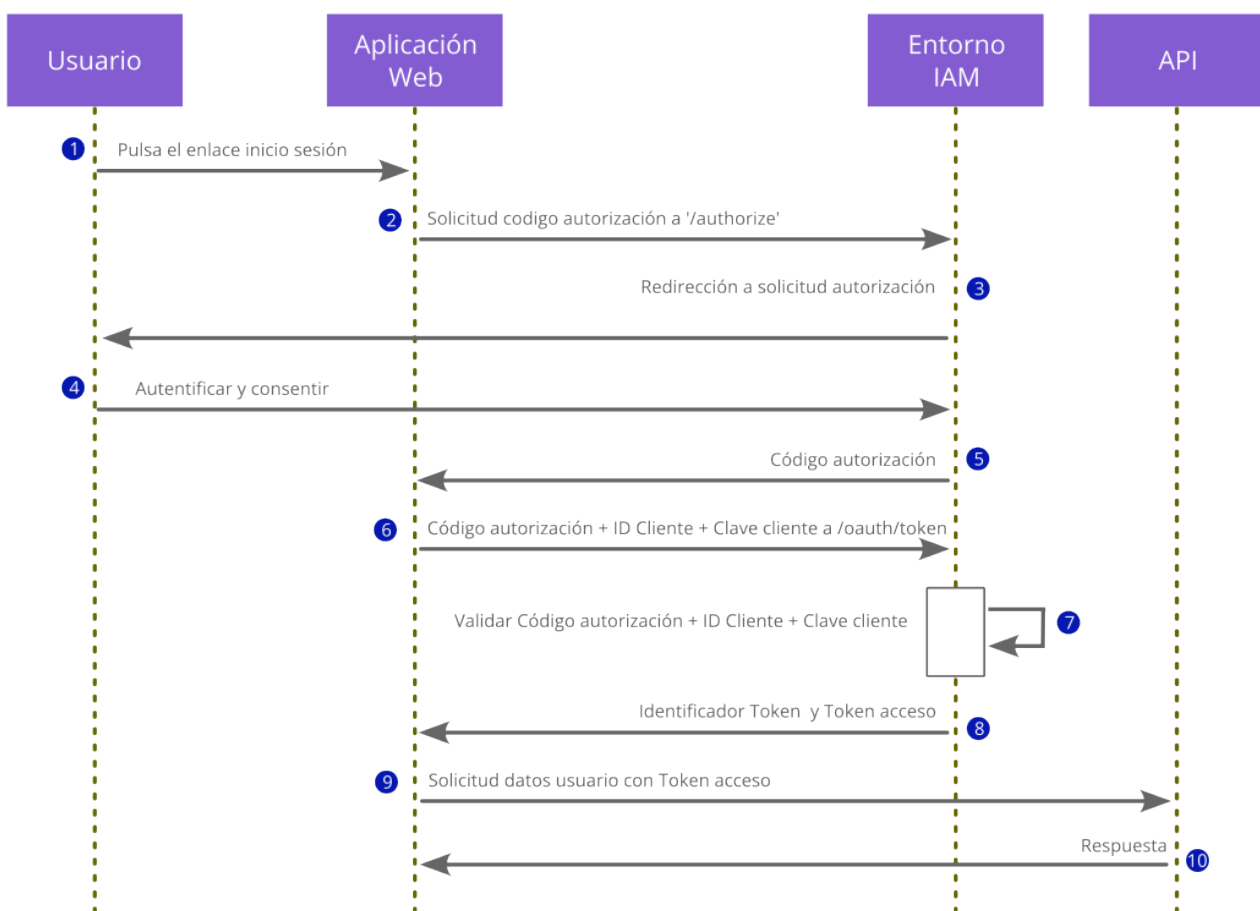 Usuario
Aplicación
Web
Entorno
IAM
API
1
Pulsa el enlace inicio sesión
2
Solicitud codigo autorización a '/authorize'
Redirección a solicitud autorización
3
4
Autentificar y consentir
Código autorización
5
6
Código autorización + ID Cliente + Clave cliente a /oauth/token
Validar Código autorización + ID Cliente + Clave cliente
7
Identificador Token y Token acceso
8
9
Solicitud datos usuario con Token acceso
Respuesta
10